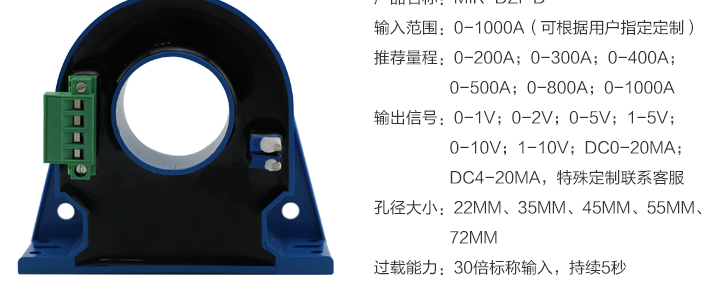 输入范围：0-1000A（可根据用户指定定制）
推荐量程：0-200A；0-300A；0-400A；
0-500A；0-800A；0-1000A
输出信号：0-1V；0-2V；0-5V；1-5V；
0-10V；1-10V；DC0-20MA；
DC4-20MA，特殊定制联系客服
孔径大小：22MM、35MM、45MM、55MM、
72MM
过载能力：30倍标称输入，持续5秒